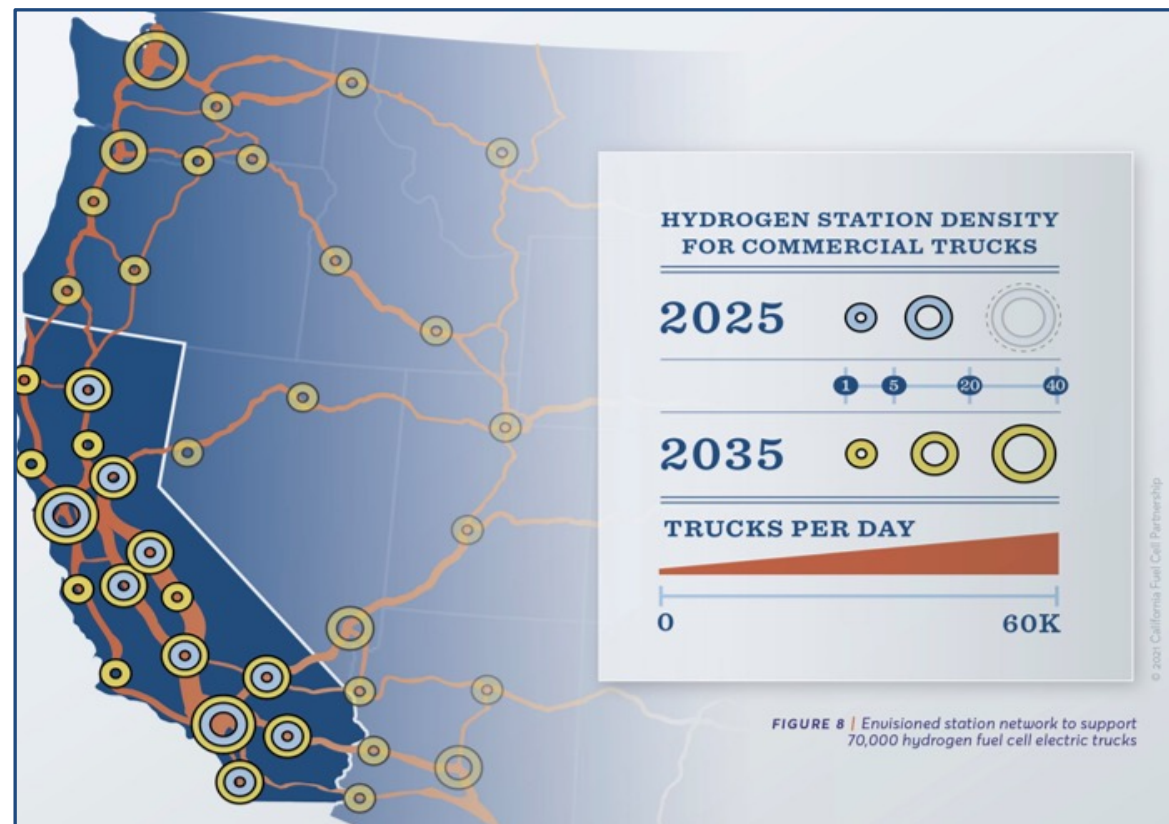 HYDROGEN STATION DENSITY
FOR COMMERCIAL TRUCKS
2025
1 5 20 40
2035
TRUCKS PER DAY
0 60K
© 2021 California Fuel Cell Partnership
FIGURE 8 | Envisioned station network to support
70,000 hydrogen fuel cell electric trucks